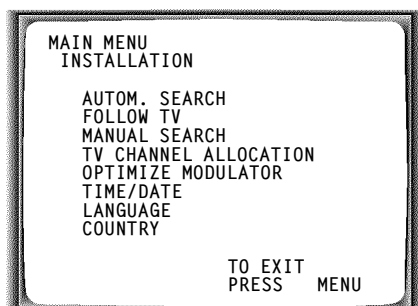 MAIN MENU
INSTALLATION
AUTOM. SEARCH
FOLLOW TV
MANUAL SEARCH
TV CHANNEL ALLOCATION
OPTIMIZE MODULATOR
TIME/DATE
LANGUAGE
COUNTRY
TO EXIT
PRESS MENU